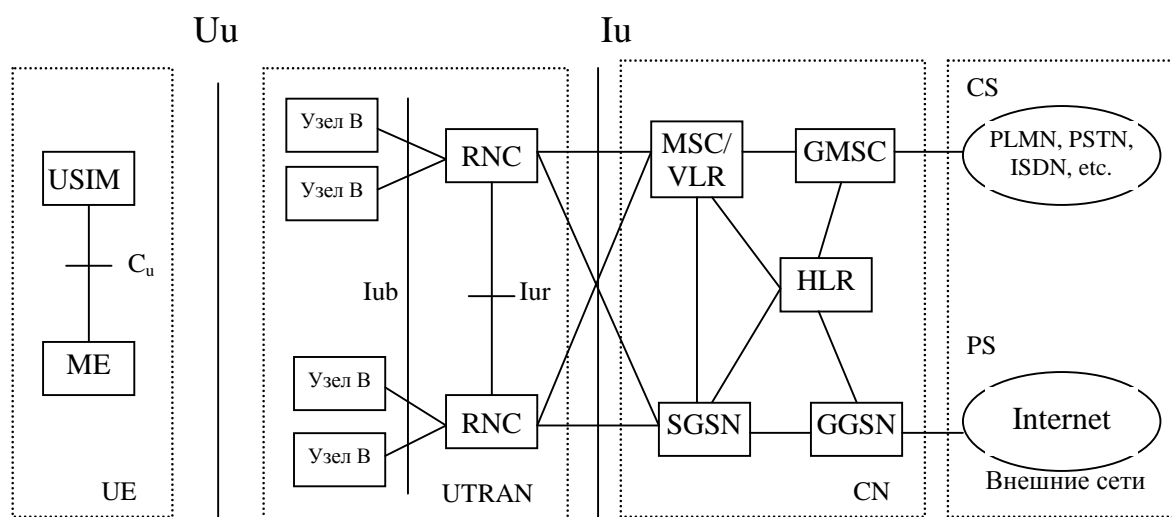 Uu
Iu
USIM
Cu
ME
UE
Узел В
Узел В
RNC
Iub
Iur
Узел В
Узел В
RNC
UTRAN
MSC/
VLR
GMSC
HLR
SGSN
GGSN
CN
CS
PLMN, PSTN,
ISDN, etc.
PS
Internet
Внешние сети